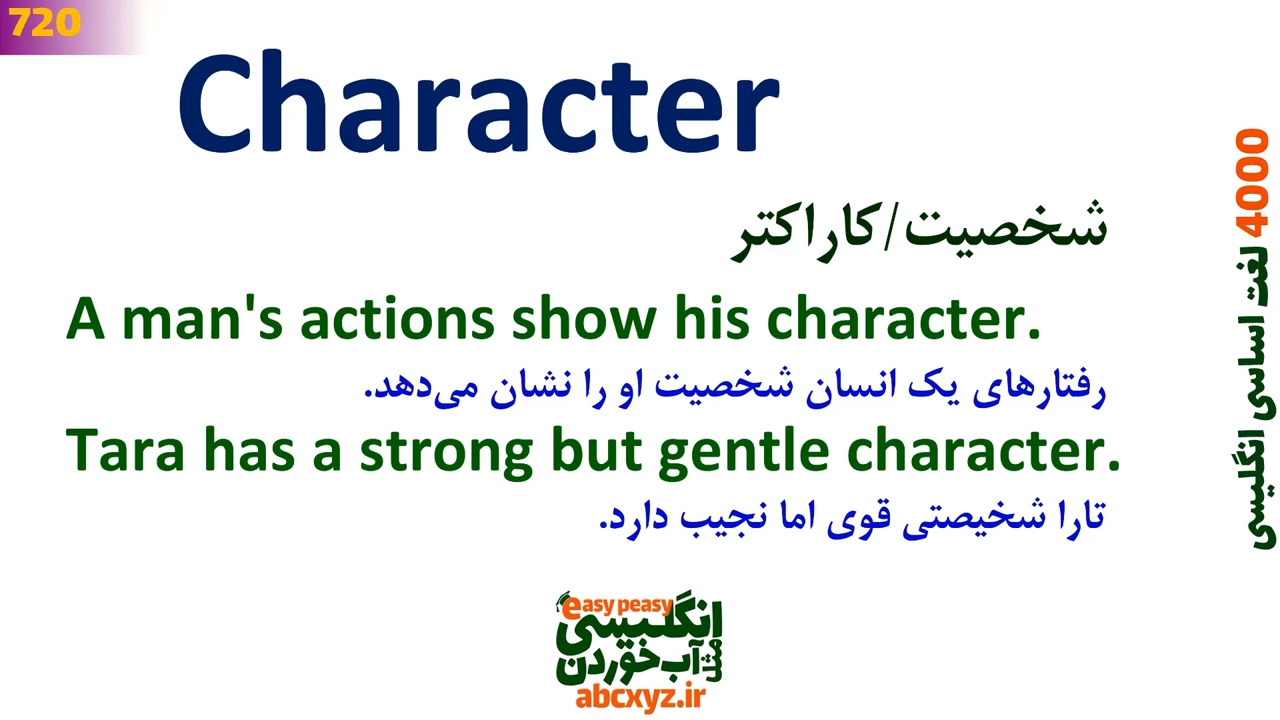 720
Character
شخصیت/کاراکتر
A man's actions show his character.
رفتارهای یک انسان شخصیت او را نشان می‌دهد.
Tara has a strong but gentle character.
تارا شخیصتی قوی اما نجیب دارد.
4000 لغت اساسی انگلیسی
easy peasy
انگلیسی
مثل آب خوردن
abcxyz.ir